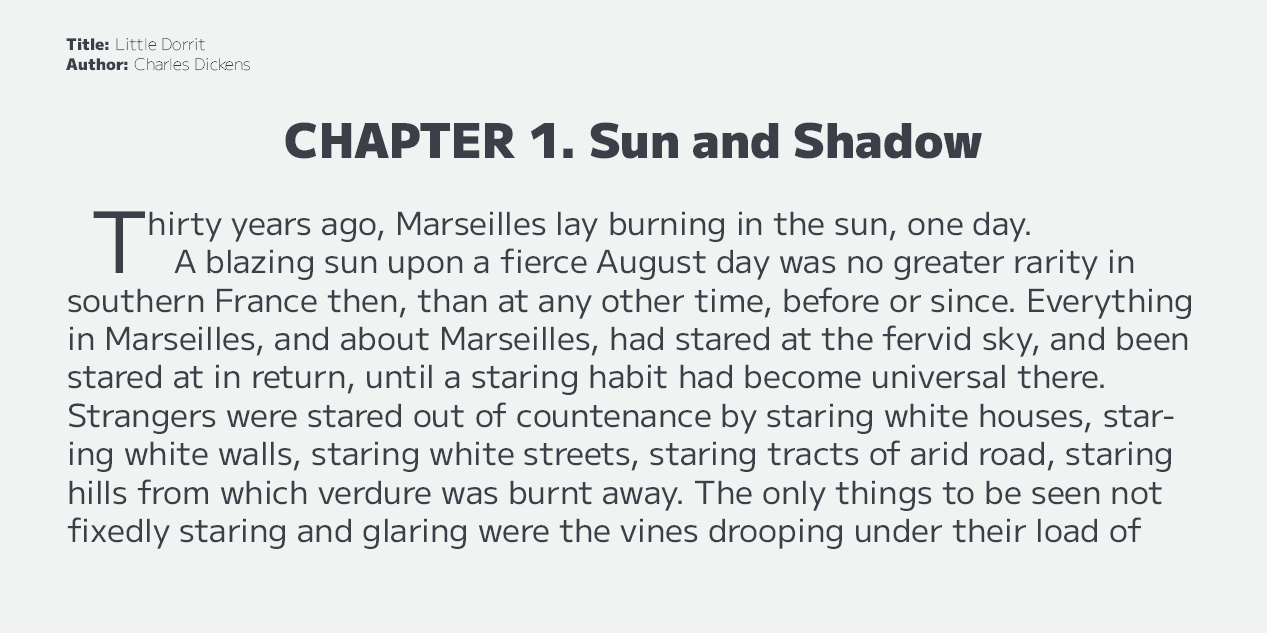 Title: Little Dorrit
Author: Charles Dickens
CHAPTER 1. Sun and Shadow
Thirty years ago, Marseilles lay burning in the sun, one day.
A blazing sun upon a fierce August day was no greater rarity in
southern France then, than at any other time, before or since. Everything
in Marseilles, and about Marseilles, had stared at the fervid sky, and been
stared at in return, until a staring habit had become universal there.
Strangers were stared out of countenance by staring white houses, star-
ing white walls, staring white streets, staring tracts of arid road, staring
hills from which verdure was burnt away. The only things to be seen not
fixedly staring and glaring were the vines drooping under their load of